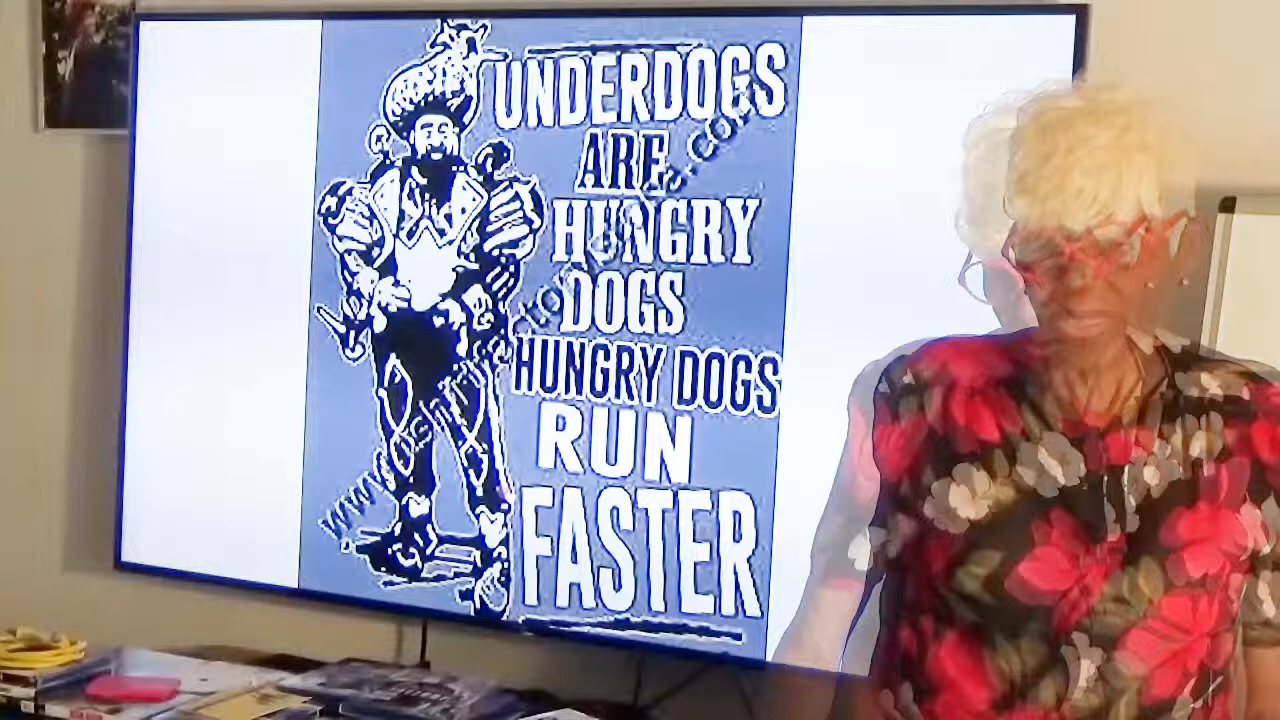 UNDERDOGS
ARE
HUNGRY
DOGS
HUNGRY DOGS
RUN
FASTER